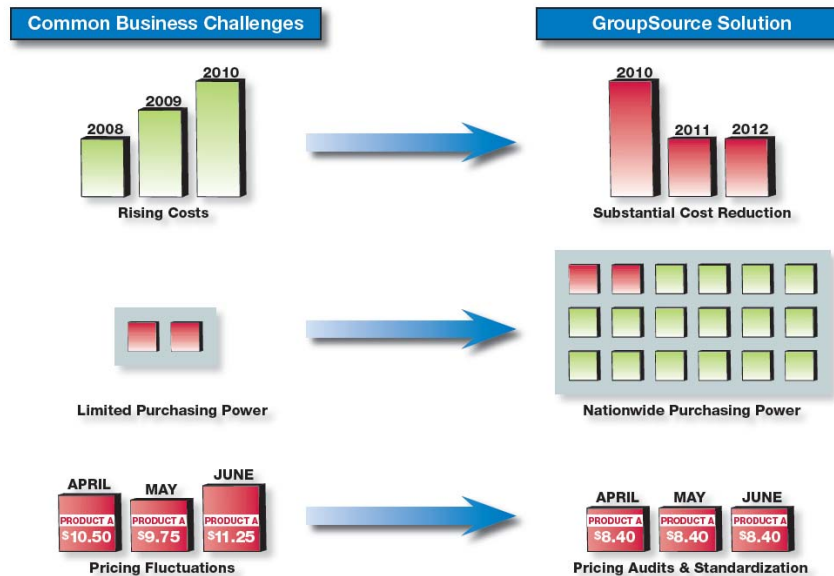 Common Business Challenges
GroupSource Solution
2008
2009
2010
Rising Costs
2010
2011
2012
Substantial Cost Reduction
Limited Purchasing Power
Nationwide Purchasing Power
APRIL
MAY
JUNE
PRODUCT A
$10.50
PRODUCT A
$9.75
PRODUCT A
$11.25
Pricing Fluctuations
APRIL
MAY
JUNE
PRODUCT A
$8.40
PRODUCT A
$8.40
PRODUCT A
$8.40
Pricing Audits & Standardization